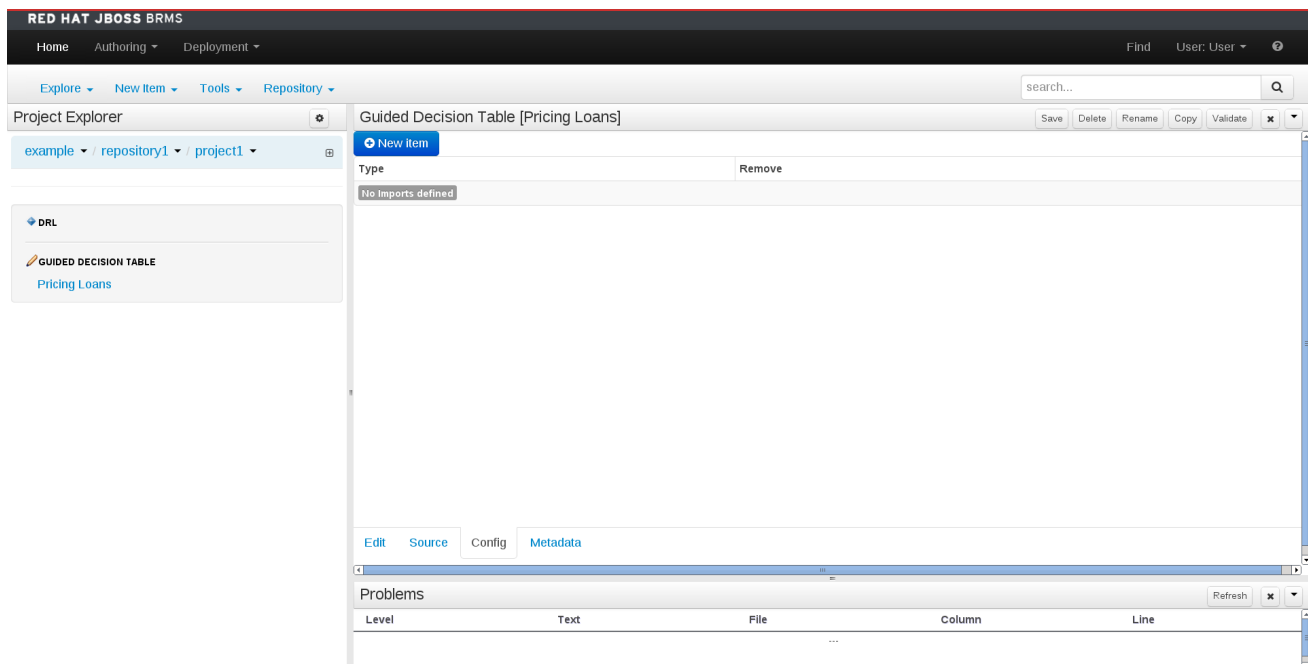 RED HAT JBOSS BRMS
Home Authoring Deployment Find User: User
Explore New Item Tools Repository search...
Project Explorer
example / repository1 / project1
DRL
GUIDED DECISION TABLE
Pricing Loans
Guided Decision Table [Pricing Loans] Save Delete Rename Copy Validate
New item
Type Remove
No Imports defined
Edit Source Config Metadata
Problems Refresh
Level Text File Column Line
...